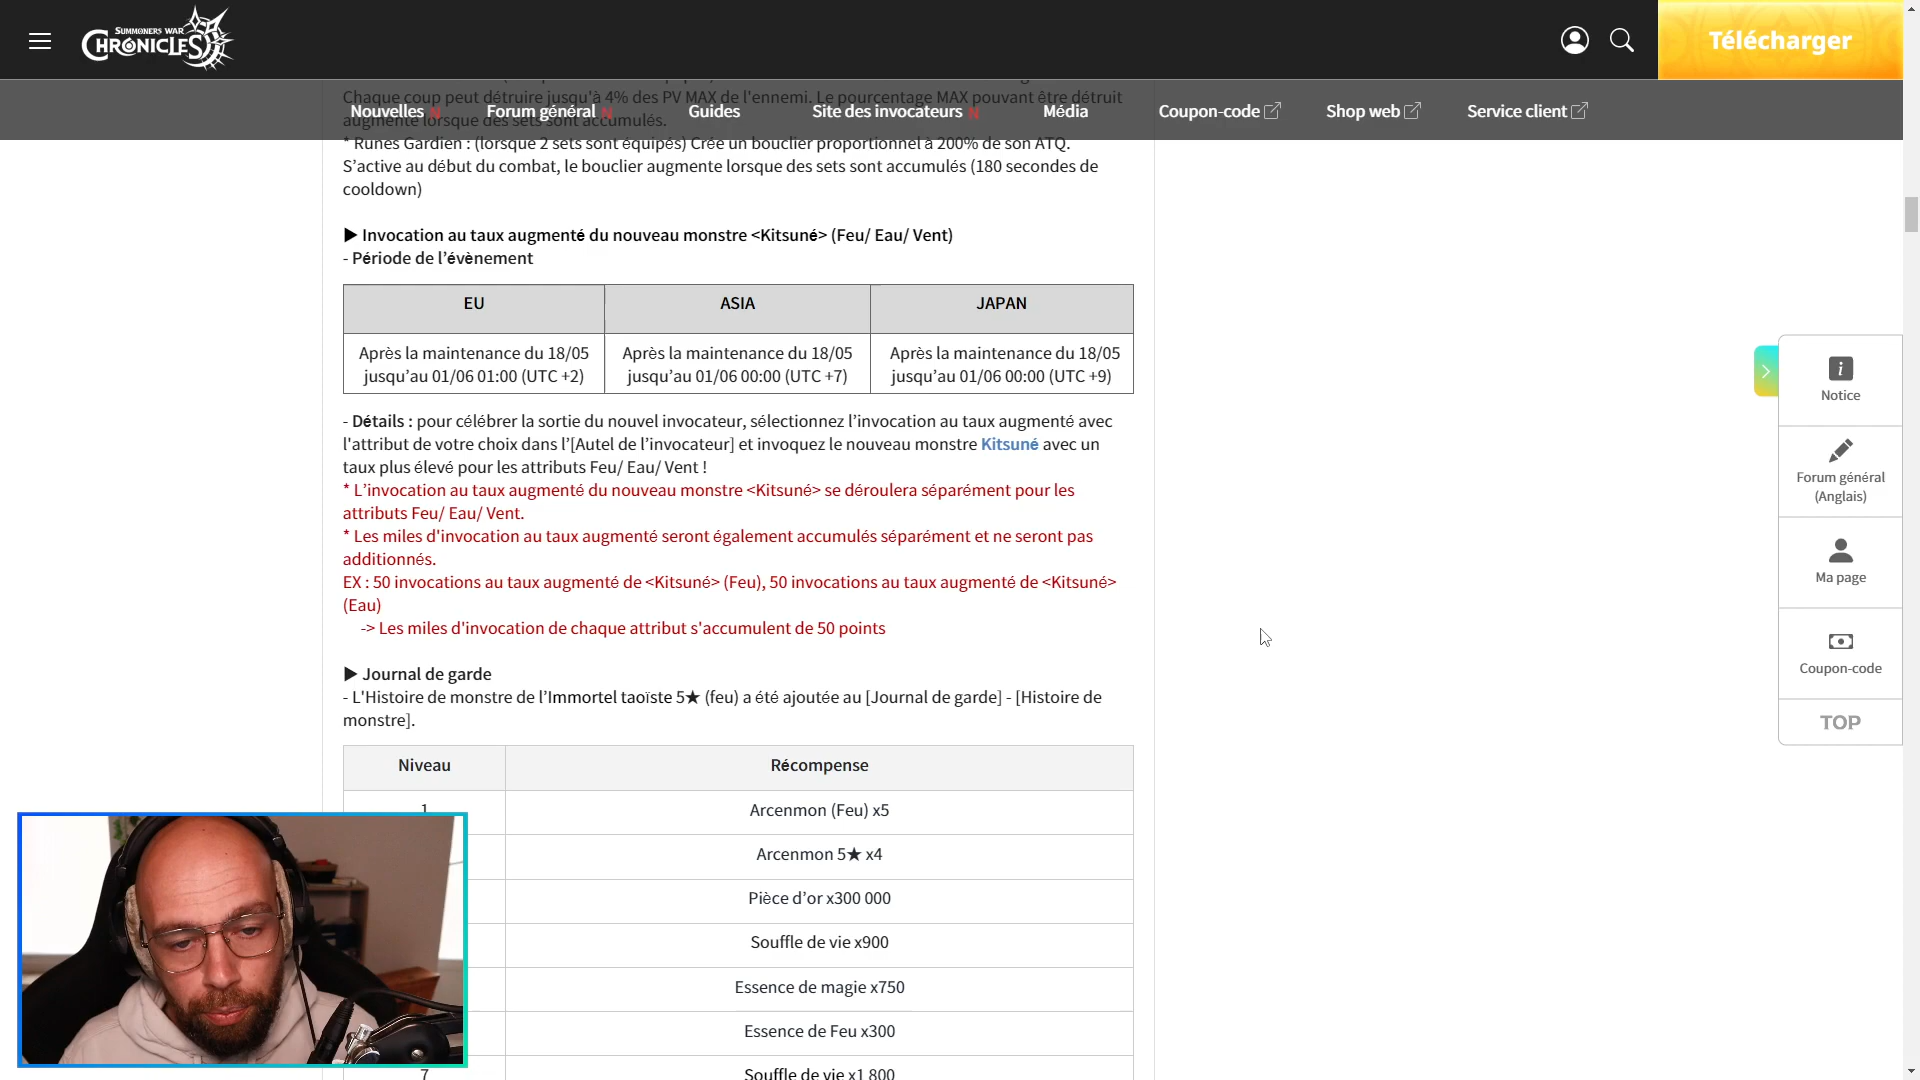 SUMMONERS WAR
CHRONICLES
Télécharger
Chaque coup peut détruire jusqu'à 4% des PV MAX de l'ennemi. Le pourcentage MAX pouvant être détruit
Nouvelles N
Forum général N
Guides
Site des invocateurs N
Média
Coupon-code
Shop web
Service client
augmente lorsque des sets sont accumulés.
* Runes Gardien : (lorsque 2 sets sont équipés) Crée un bouclier proportionnel à 200% de son ATQ.
S’active au début du combat, le bouclier augmente lorsque des sets sont accumulés (180 secondes de
cooldown)
▶ Invocation au taux augmenté du nouveau monstre <Kitsuné> (Feu/ Eau/ Vent)
- Période de l’évènement
EU
ASIA
JAPAN
Après la maintenance du 18/05
jusqu’au 01/06 01:00 (UTC +2)
Après la maintenance du 18/05
jusqu’au 01/06 00:00 (UTC +7)
Après la maintenance du 18/05
jusqu’au 01/06 00:00 (UTC +9)
- Détails : pour célébrer la sortie du nouvel invocateur, sélectionnez l’invocation au taux augmenté avec
l'attribut de votre choix dans l’[Autel de l’invocateur] et invoquez le nouveau monstre Kitsuné avec un
taux plus élevé pour les attributs Feu/ Eau/ Vent !
* L’invocation au taux augmenté du nouveau monstre <Kitsuné> se déroulera séparément pour les
attributs Feu/ Eau/ Vent.
* Les miles d'invocation au taux augmenté seront également accumulés séparément et ne seront pas
additionnés.
EX : 50 invocations au taux augmenté de <Kitsuné> (Feu), 50 invocations au taux augmenté de <Kitsuné>
(Eau)
-> Les miles d'invocation de chaque attribut s'accumulent de 50 points
▶ Journal de garde
- L'Histoire de monstre de l’Immortel taoïste 5★ (feu) a été ajoutée au [Journal de garde] - [Histoire de
monstre].
Niveau
Récompense
1
Arcenmon (Feu) x5
Arcenmon 5★ x4
Pièce d’or x300 000
Souffle de vie x900
Essence de magie x750
Essence de Feu x300
7
Souffle de vie x1 800
Notice
Forum général
(Anglais)
Ma page
Coupon-code
TOP